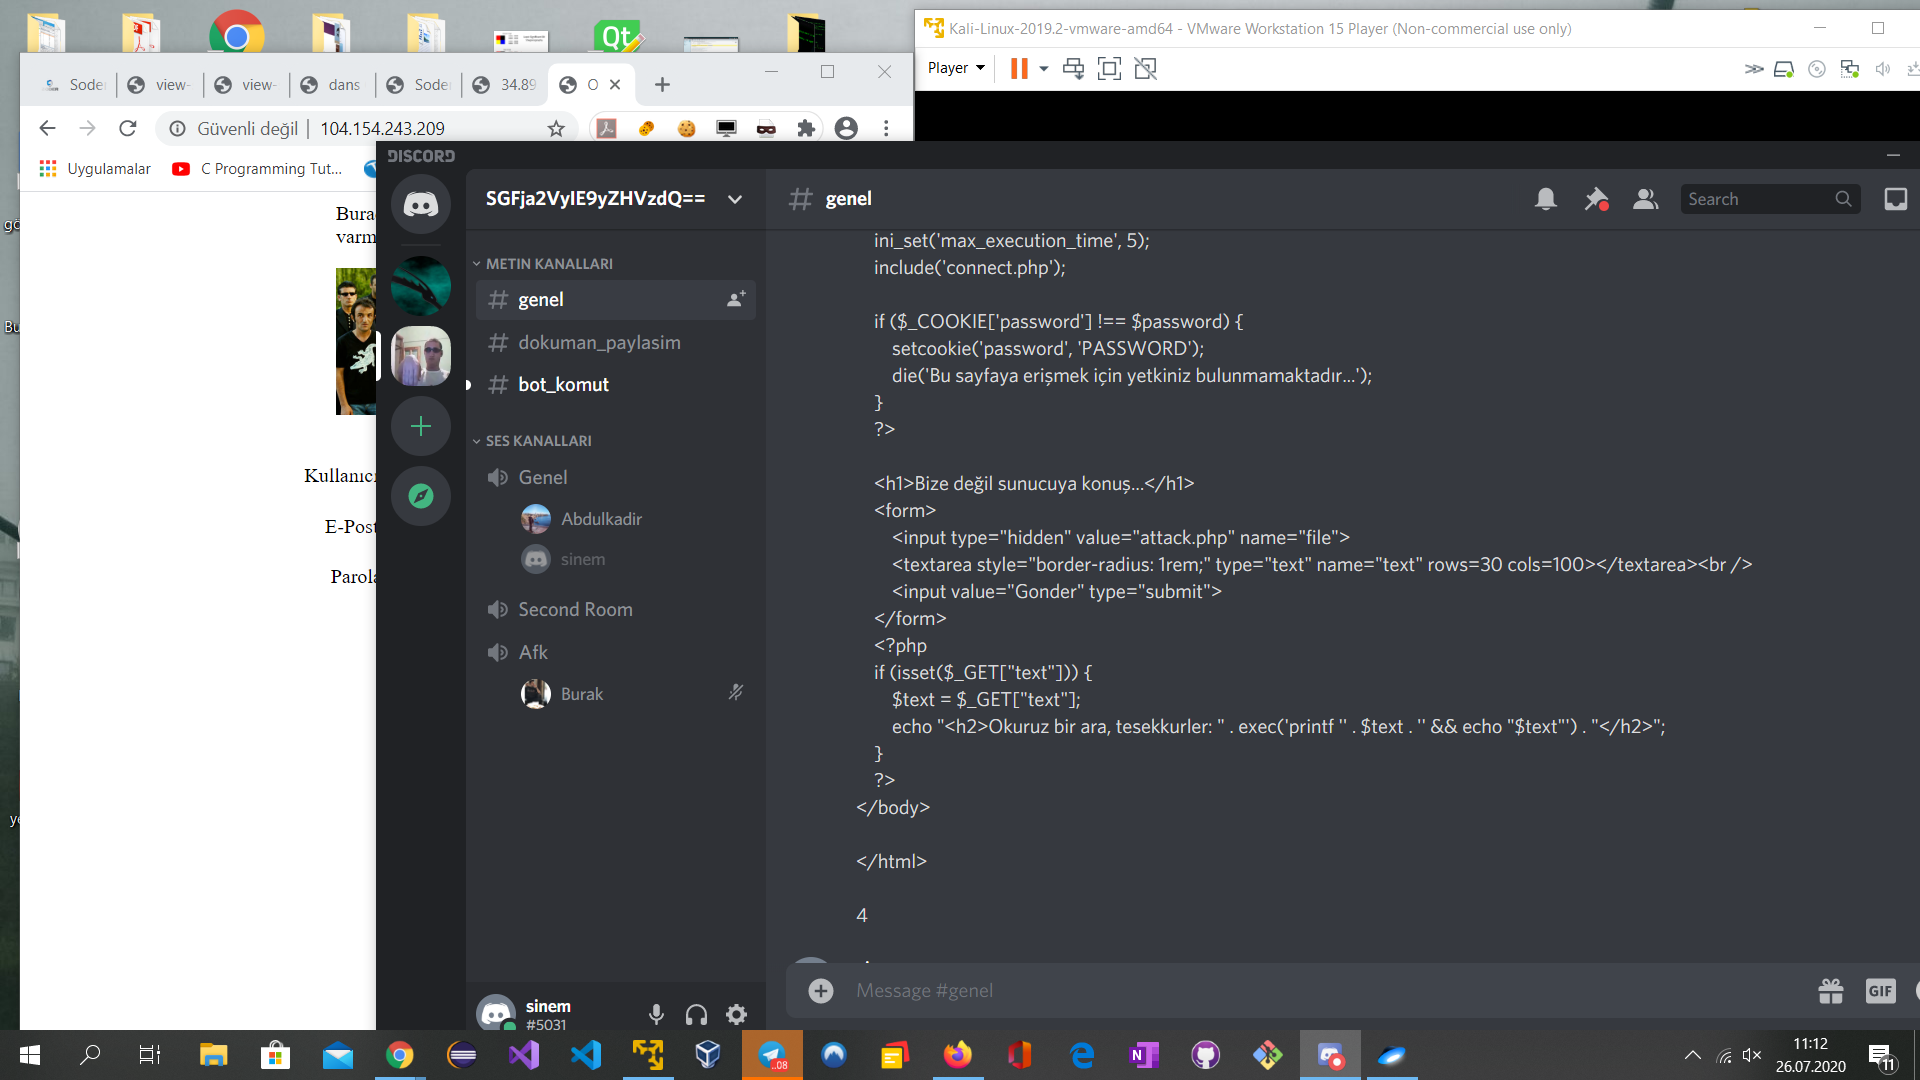 Kali-Linux-2019.2-vmware-amd64 - VMware Workstation 15 Player (Non-commercial use only)
Player
Qt
view-
view-
dans
34.89
O
Güvenli değil
104.154.243.209
Uygulamalar
C Programming Tut...
varm
Kullanıcı
E-Post
Parola
DISCORD
SGFja2VyIE9yZHVzdQ==
METIN KANALLARI
genel
dokuman_paylasim
bot_komut
SES KANALLARI
Genel
Abdulkadir
sinem
Second Room
Afk
Burak
sinem
#5031
genel
Search
ini_set('max_execution_time', 5);
include('connect.php');
if ($_COOKIE['password'] !== $password) {
setcookie('password', 'PASSWORD');
die('Bu sayfaya erişmek için yetkiniz bulunmamaktadır...');
}
?>
<h1>Bize değil sunucuya konuş...</h1>
<form>
<input type="hidden" value="attack.php" name="file">
<textarea style="border-radius: 1rem;" type="text" name="text" rows=30 cols=100></textarea><br />
<input value="Gonder" type="submit">
</form>
<?php
if (isset($_GET["text"])) {
$text = $_GET["text"];
echo "<h2>Okuruz bir ara, tesekkurler: " . exec('printf '' . $text . '' && echo "$text"') . "</h2>";
}
?>
</body>
</html>
4
Message #genel
GIF
11:12
26.07.2020
11